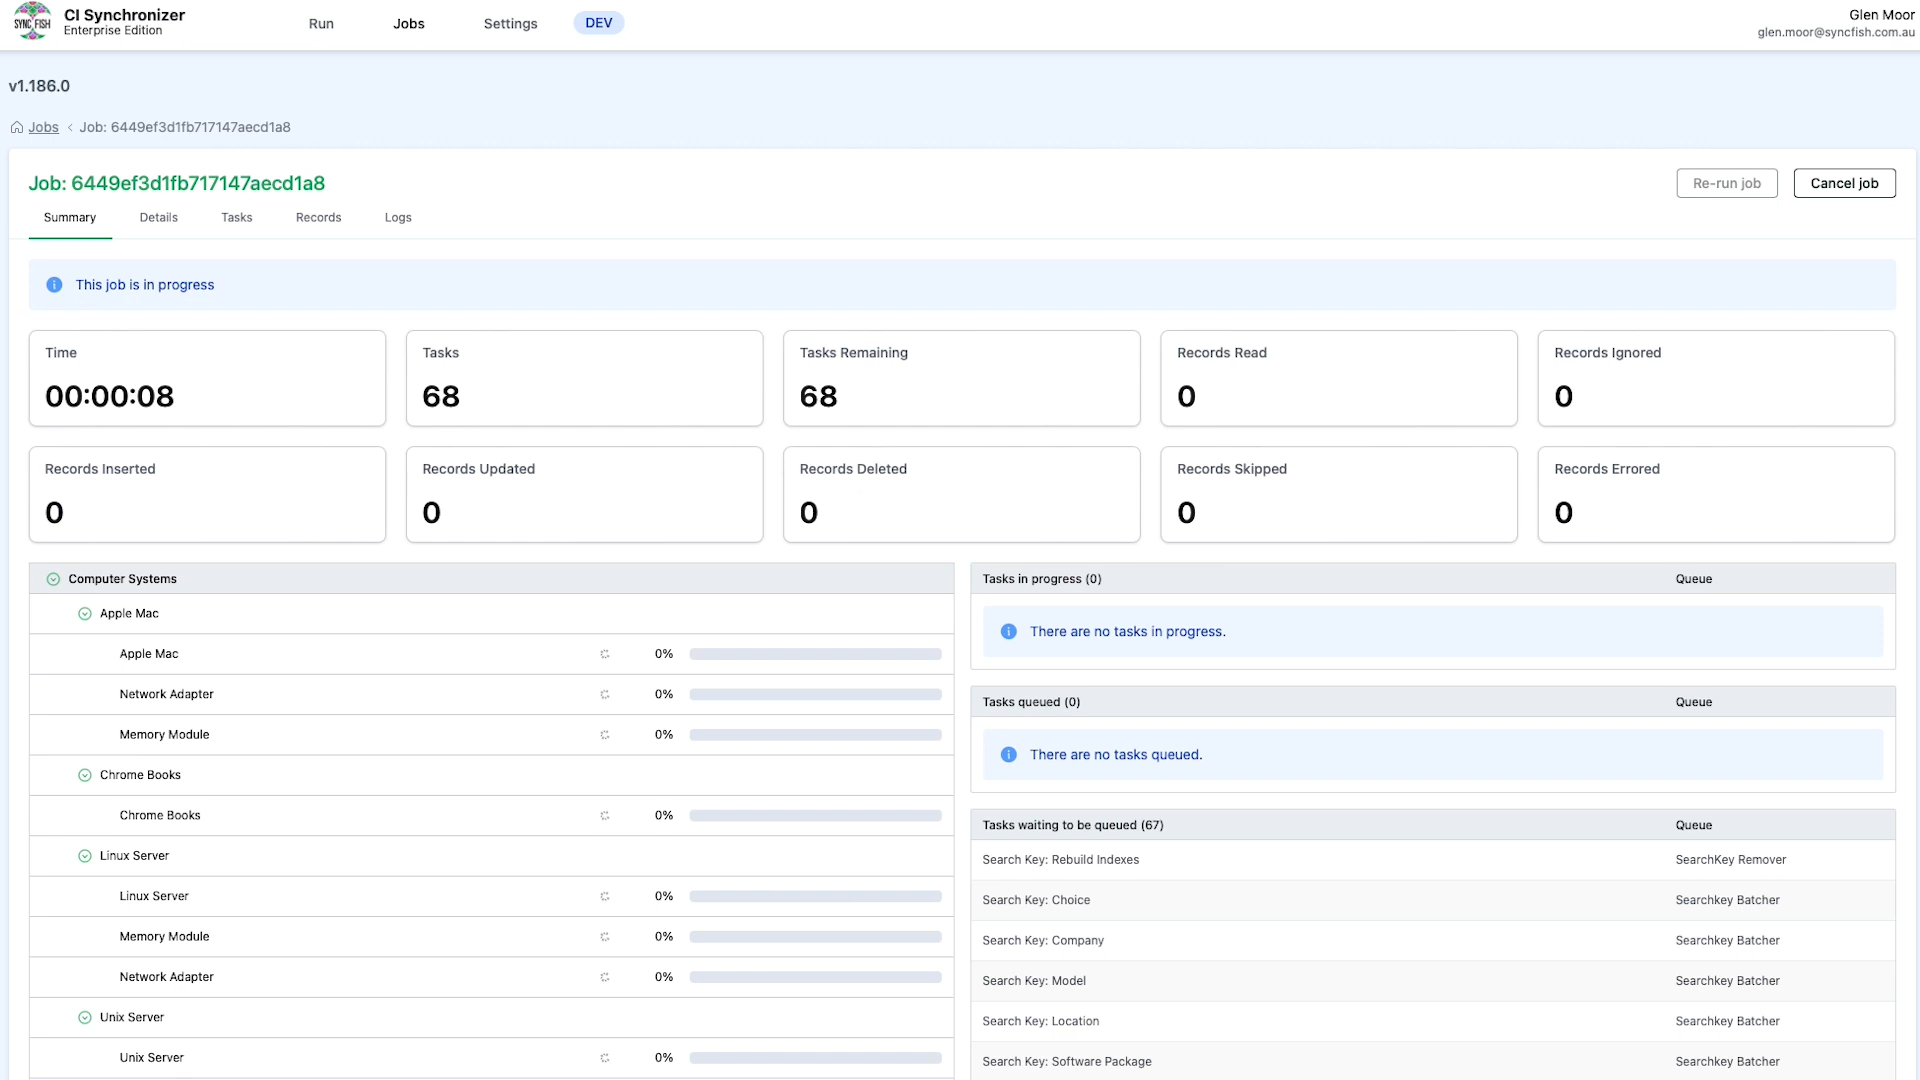 SYNC FISH
CI Synchronizer
Enterprise Edition
Run
Jobs
Settings
DEV
Glen Moor
glen.moor@syncfish.com.au
v1.186.0
Jobs < Job: 6449ef3d1fb717147aecd1a8
Job: 6449ef3d1fb717147aecd1a8
Re-run job
Cancel job
Summary
Details
Tasks
Records
Logs
This job is in progress
Time
00:00:08
Tasks
68
Tasks Remaining
68
Records Read
0
Records Ignored
0
Records Inserted
0
Records Updated
0
Records Deleted
0
Records Skipped
0
Records Errored
0
Computer Systems
Apple Mac
Apple Mac 0%
Network Adapter 0%
Memory Module 0%
Chrome Books
Chrome Books 0%
Linux Server
Linux Server 0%
Memory Module 0%
Network Adapter 0%
Unix Server
Unix Server 0%
Tasks in progress (0) Queue
There are no tasks in progress.
Tasks queued (0) Queue
There are no tasks queued.
Tasks waiting to be queued (67) Queue
Search Key: Rebuild Indexes SearchKey Remover
Search Key: Choice Searchkey Batcher
Search Key: Company Searchkey Batcher
Search Key: Model Searchkey Batcher
Search Key: Location Searchkey Batcher
Search Key: Software Package Searchkey Batcher